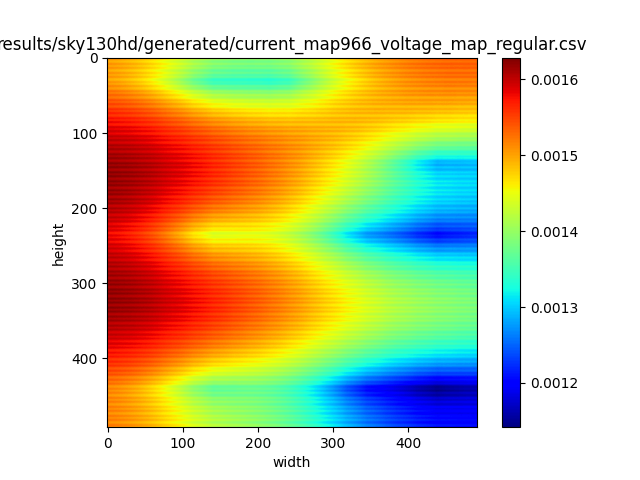 results/sky130hd/generated/current_map966_voltage_map_regular.csv
0
100
200
300
400
height
0 100 200 300 400
width
0.0016
0.0015
0.0014
0.0013
0.0012